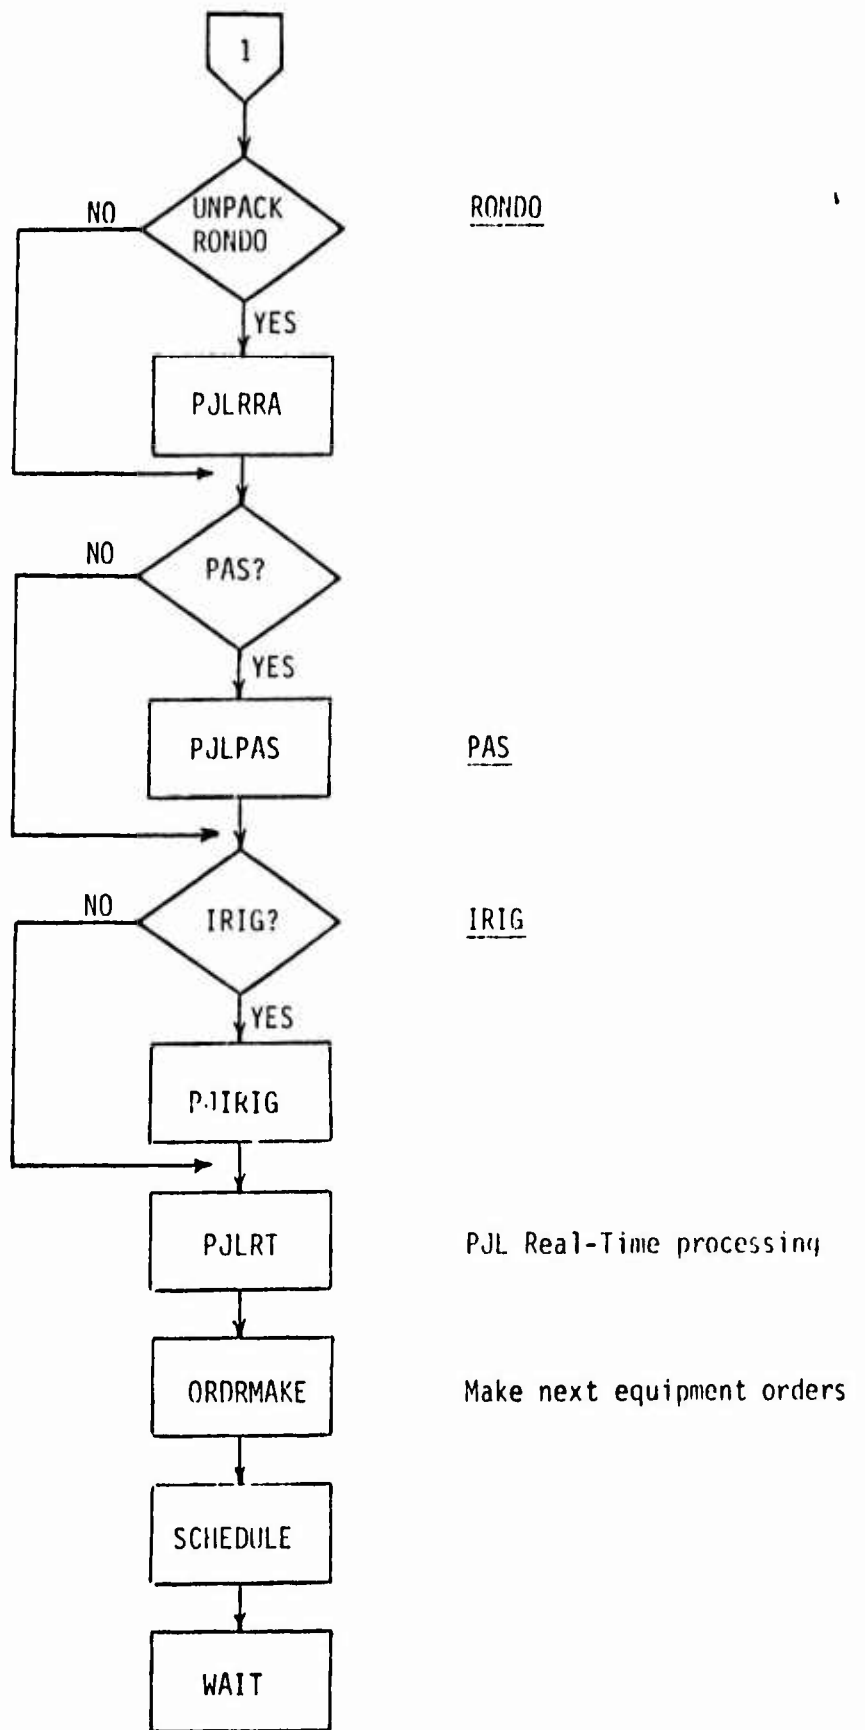 1
UNPACK
RONDO
RONDO
NO
YES
PJLRRA
NO
PAS?
YES
PJLPAS
PAS
NO
IRIG?
IRIG
YES
PJIRIG
PJLRT
PJL Real-Time processing
ORDRMAKE
Make next equipment orders
SCHEDULE
WAIT